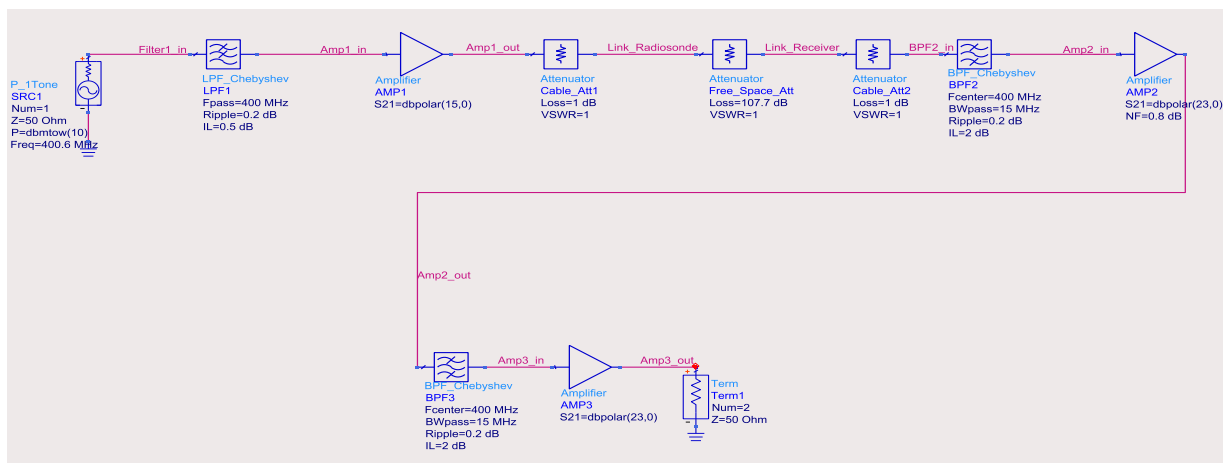 Filter1_in
Amp1_in
Amp1_out
Link_Radiosonde
Link_Receiver
BPF2_in
Amp2_in
P_1Tone
SRC1
Num=1
Z=50 Ohm
P=dbmtow(10)
Freq=400.6 MHz
LPF_Chebyshev
LPF1
Fpass=400 MHz
Ripple=0.2 dB
IL=0.5 dB
Amplifier
AMP1
S21=dbpolar(15,0)
Attenuator
Cable_Att1
Loss=1 dB
VSWR=1
Attenuator
Free_Space_Att
Loss=107.7 dB
VSWR=1
Attenuator
Cable_Att2
Loss=1 dB
VSWR=1
BPF_Chebyshev
BPF2
Fcenter=400 MHz
BWpass=15 MHz
Ripple=0.2 dB
IL=2 dB
Amplifier
AMP2
S21=dbpolar(23,0)
NF=0.8 dB
Amp2_out
Amp3_in
Amp3_out
BPF_Chebyshev
BPF3
Fcenter=400 MHz
BWpass=15 MHz
Ripple=0.2 dB
IL=2 dB
Amplifier
AMP3
S21=dbpolar(23,0)
Term
Term1
Num=2
Z=50 Ohm